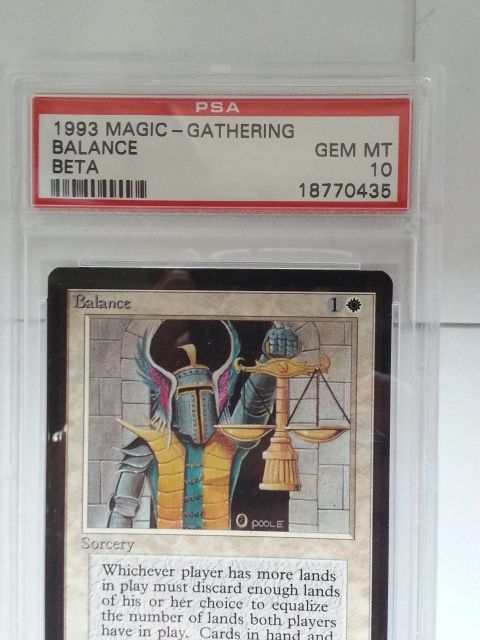 PSA
1993 MAGIC - GATHERING
BALANCE
GEM MT
BETA
10
18770435
Balance
1
POOLE
Sorcery
Whichever player has more lands
in play must discard enough lands
of his or her choice to equalize
the number of lands both players
have in play. Cards in hand and